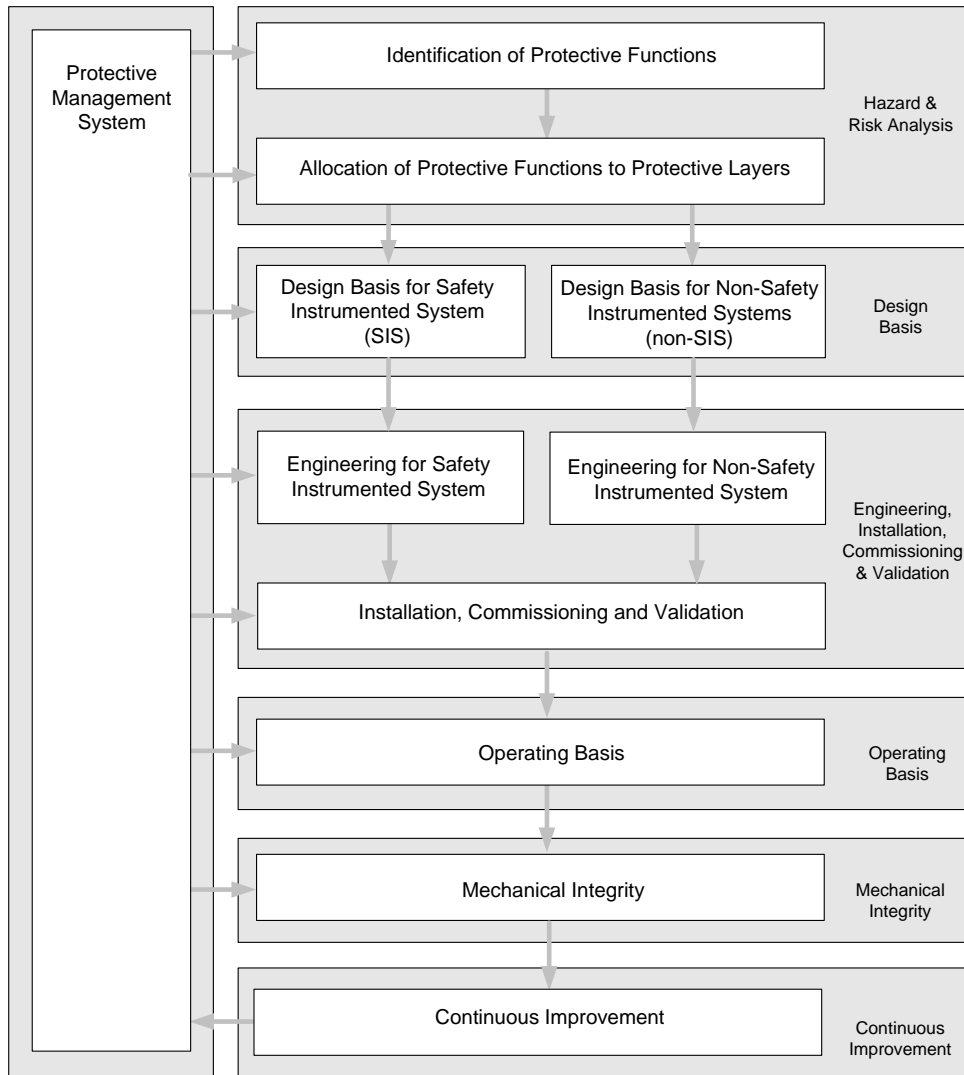 Protective
Management
System
Identification of Protective Functions
Hazard &
Risk Analysis
Allocation of Protective Functions to Protective Layers
Design Basis for Safety
Instrumented System
(SIS)
Design Basis for Non-Safety
Instrumented Systems
(non-SIS)
Design
Basis
Engineering for Safety
Instrumented System
Engineering for Non-Safety
Instrumented System
Engineering,
Installation,
Commissioning
& Validation
Installation, Commissioning and Validation
Operating Basis
Operating
Basis
Mechanical Integrity
Mechanical
Integrity
Continuous Improvement
Continuous
Improvement